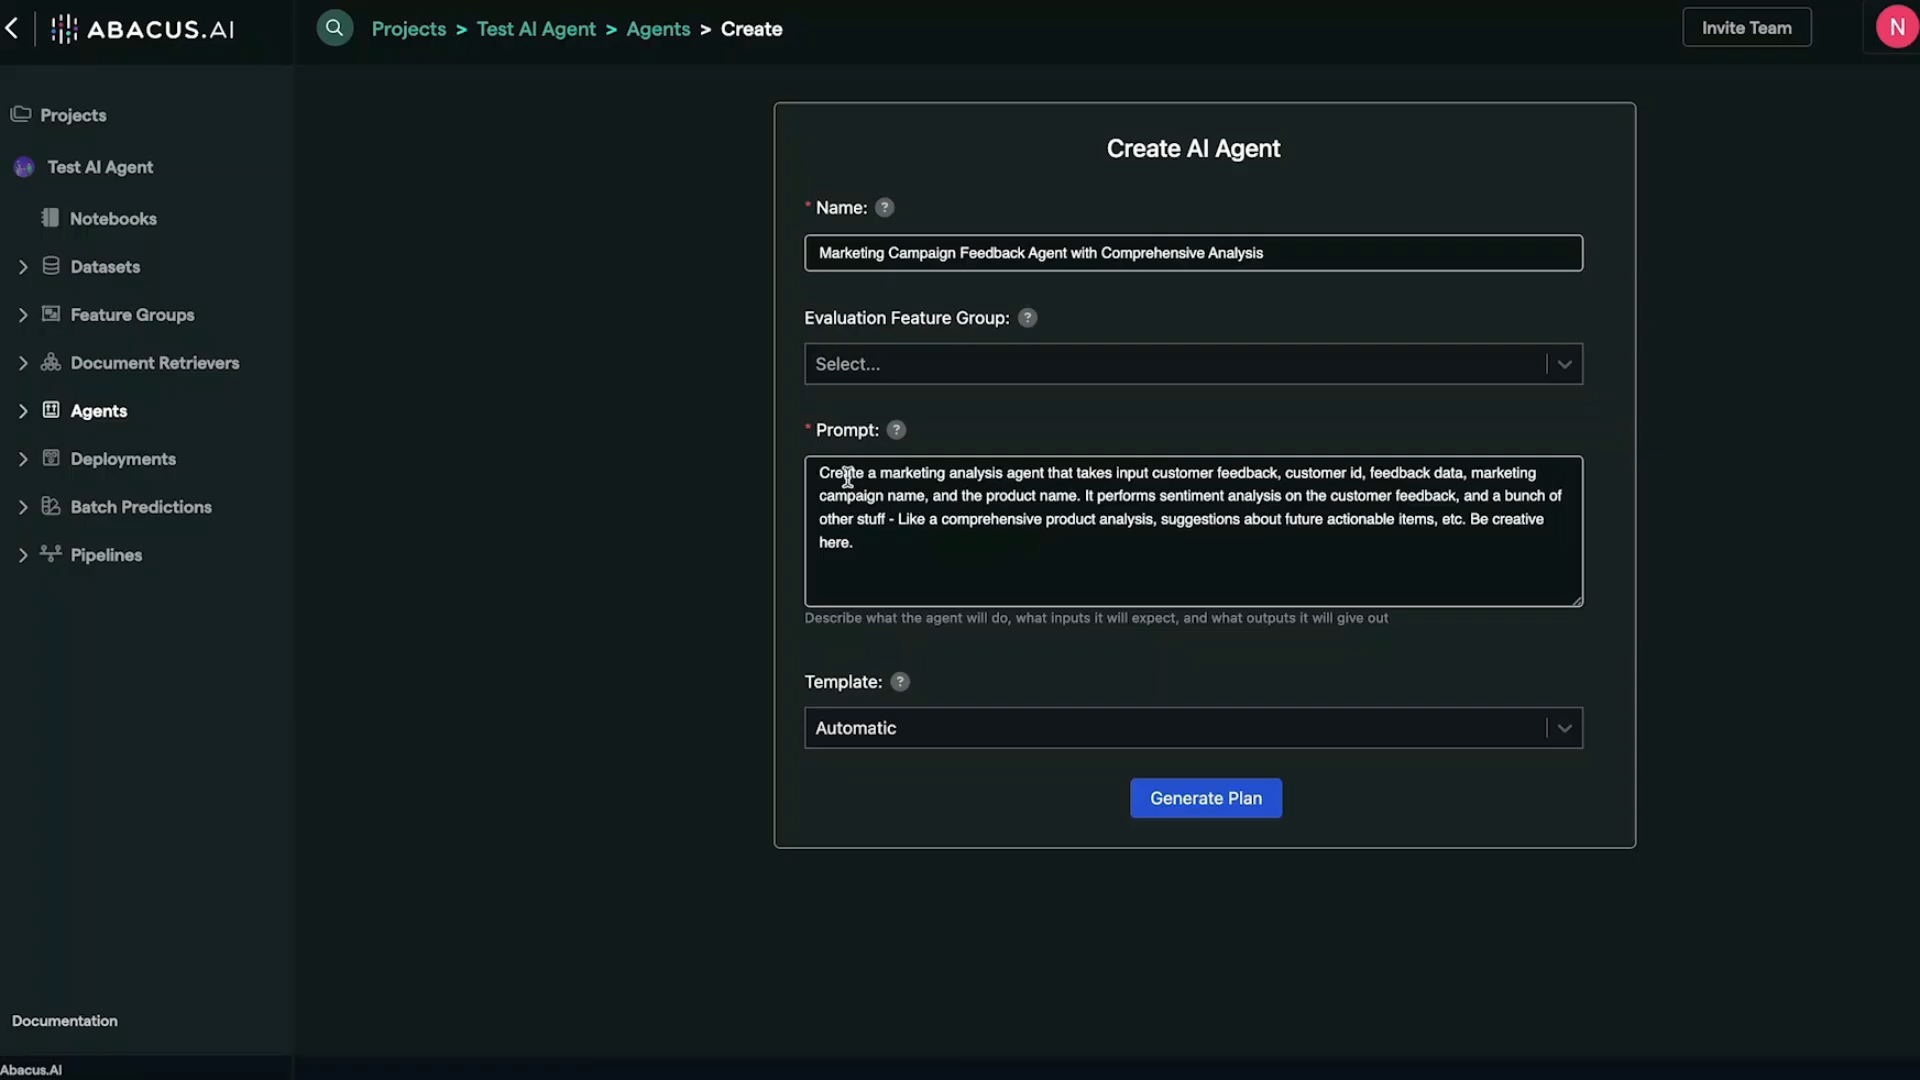 ABACUS.AI
Projects > Test AI Agent > Agents > Create
Invite Team
N
Projects
Test AI Agent
Notebooks
Datasets
Feature Groups
Document Retrievers
Agents
Deployments
Batch Predictions
Pipelines
Documentation
Abacus.AI
Create AI Agent
* Name: ?
Marketing Campaign Feedback Agent with Comprehensive Analysis
Evaluation Feature Group: ?
Select...
* Prompt: ?
Create a marketing analysis agent that takes input customer feedback, customer id, feedback data, marketing
campaign name, and the product name. It performs sentiment analysis on the customer feedback, and a bunch of
other stuff - Like a comprehensive product analysis, suggestions about future actionable items, etc. Be creative
here.
Describe what the agent will do, what inputs it will expect, and what outputs it will give out
Template: ?
Automatic
Generate Plan